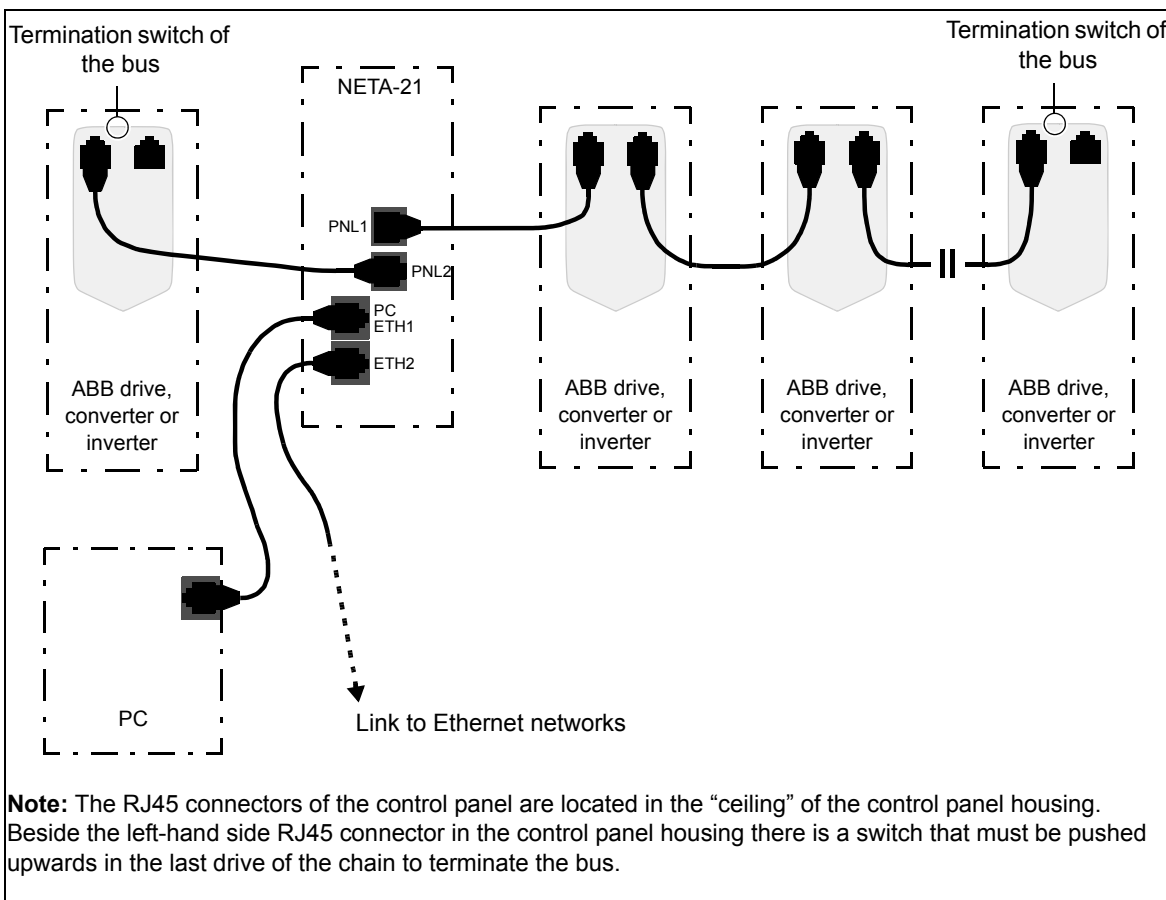 Termination switch of
the bus
Termination switch of
the bus
NETA-21
PNL1
PNL2
PC
ETH1
ETH2
ABB drive,
converter or
inverter
ABB drive,
converter or
inverter
ABB drive,
converter or
inverter
ABB drive,
converter or
inverter
PC
Link to Ethernet networks
Note: The RJ45 connectors of the control panel are located in the “ceiling” of the control panel housing.
Beside the left-hand side RJ45 connector in the control panel housing there is a switch that must be pushed
upwards in the last drive of the chain to terminate the bus.